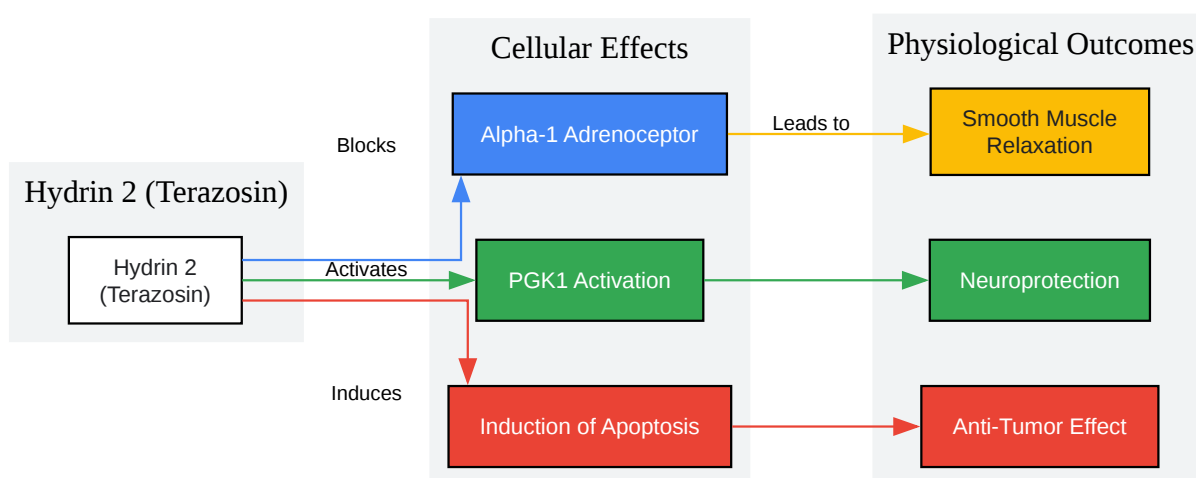 Cellular Effects
Physiological Outcomes
Hydrin 2 (Terazosin)
Hydrin 2
(Terazosin)
Blocks
Activates
Induces
Alpha-1 Adrenoceptor
PGK1 Activation
Induction of Apoptosis
Leads to
Smooth Muscle
Relaxation
Neuroprotection
Anti-Tumor Effect